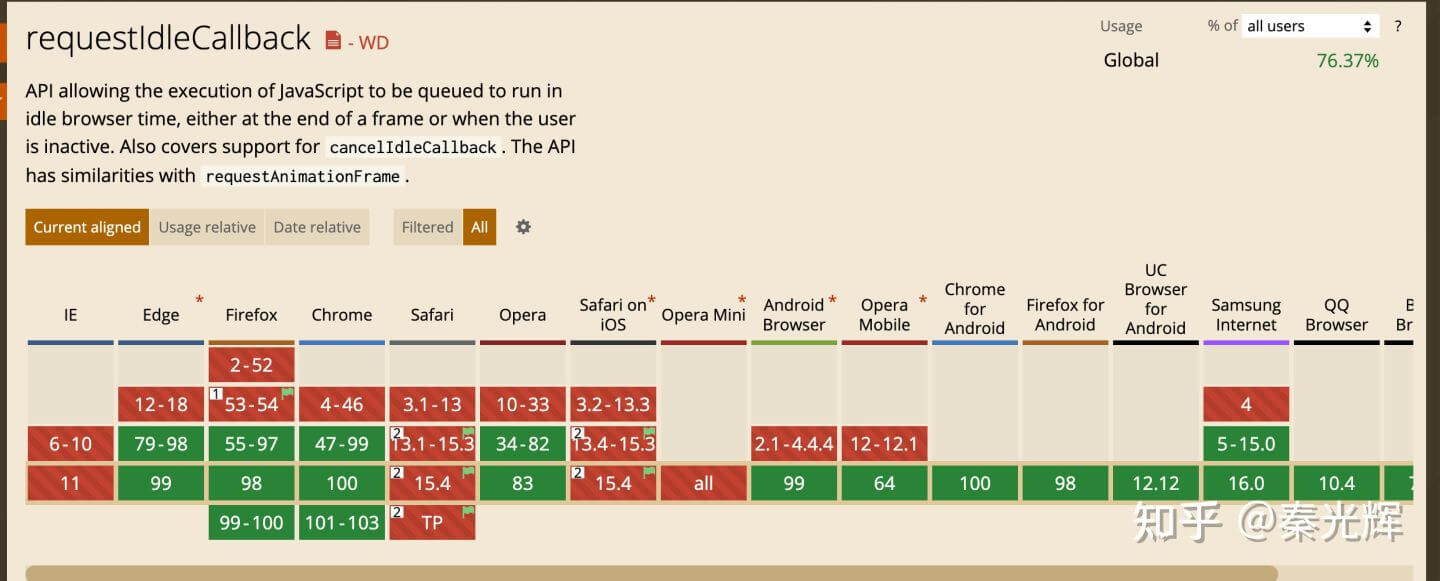 requestIdleCallback - WD
Usage % of all users ?
Global 76.37%
API allowing the execution of JavaScript to be queued to run in
idle browser time, either at the end of a frame or when the user
is inactive. Also covers support for cancelIdleCallback. The API
has similarities with requestAnimationFrame.
Current aligned Usage relative Date relative Filtered All
IE
Edge *
Firefox
Chrome
Safari
Opera
Safari on *
iOS
Opera Mini *
Android *
Browser
Opera *
Mobile
Chrome
for
Android
Firefox for
Android
UC
Browser
for
Android
Samsung
Internet
QQ
Browser
2-52
12-18 1 53-54 4-46 3.1-13 10-33 3.2-13.3 4
6-10 79-98 55-97 47-99 2 13.1-15.3 34-82 2 13.4-15.3 2.1-4.4.4 12-12.1 5-15.0
11 99 98 100 2 15.4 83 2 15.4 all 99 64 100 98 12.12 16.0 10.4
99-100 101-103 2 TP
知乎 @秦光辉